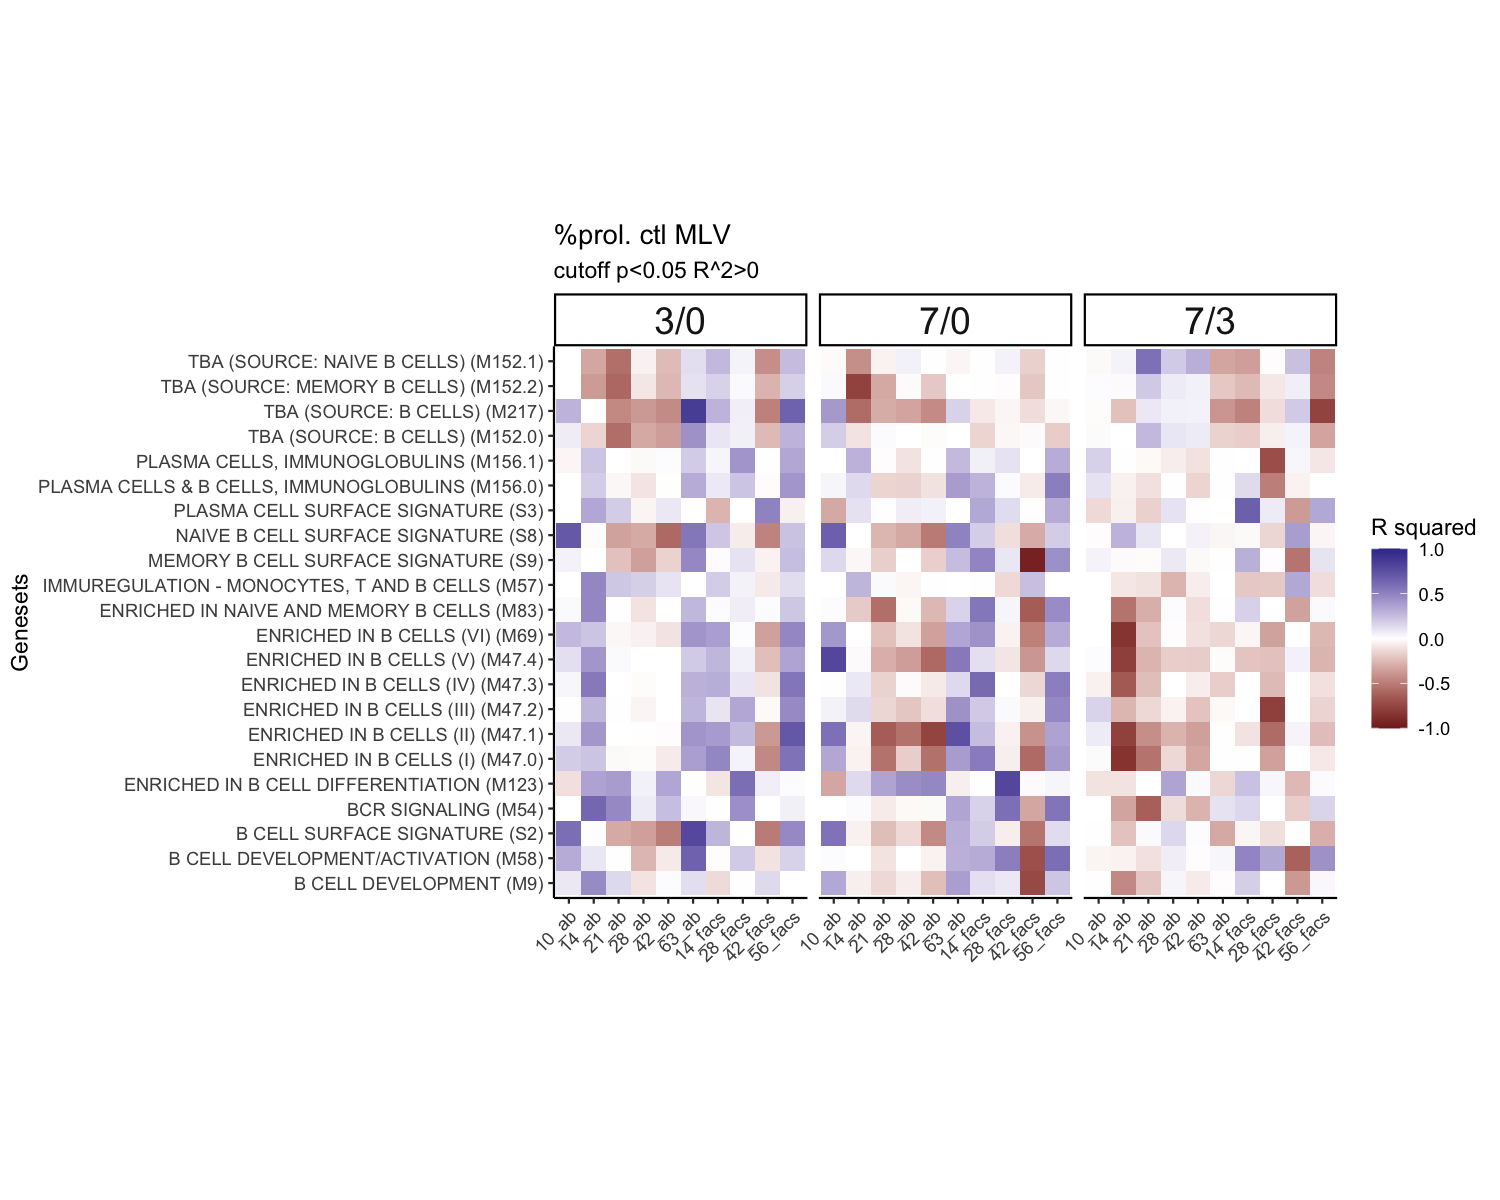 %prol. ctl MLV
cutoff p<0.05 R^2>0
3/0
7/0
7/3
Genesets
TBA (SOURCE: NAIVE B CELLS) (M152.1)
TBA (SOURCE: MEMORY B CELLS) (M152.2)
TBA (SOURCE: B CELLS) (M217)
TBA (SOURCE: B CELLS) (M152.0)
PLASMA CELLS, IMMUNOGLOBULINS (M156.1)
PLASMA CELLS & B CELLS, IMMUNOGLOBULINS (M156.0)
PLASMA CELL SURFACE SIGNATURE (S3)
NAIVE B CELL SURFACE SIGNATURE (S8)
MEMORY B CELL SURFACE SIGNATURE (S9)
IMMUREGULATION - MONOCYTES, T AND B CELLS (M57)
ENRICHED IN NAIVE AND MEMORY B CELLS (M83)
ENRICHED IN B CELLS (VI) (M69)
ENRICHED IN B CELLS (V) (M47.4)
ENRICHED IN B CELLS (IV) (M47.3)
ENRICHED IN B CELLS (III) (M47.2)
ENRICHED IN B CELLS (II) (M47.1)
ENRICHED IN B CELLS (I) (M47.0)
ENRICHED IN B CELL DIFFERENTIATION (M123)
BCR SIGNALING (M54)
B CELL SURFACE SIGNATURE (S2)
B CELL DEVELOPMENT/ACTIVATION (M58)
B CELL DEVELOPMENT (M9)
10_ab
14_ab
21_ab
28_ab
42_ab
63_ab
14_facs
28_facs
42_facs
56_facs
10_ab
14_ab
21_ab
28_ab
42_ab
63_ab
14_facs
28_facs
42_facs
56_facs
10_ab
14_ab
21_ab
28_ab
42_ab
63_ab
14_facs
28_facs
42_facs
56_facs
R squared
1.0
0.5
0.0
-0.5
-1.0